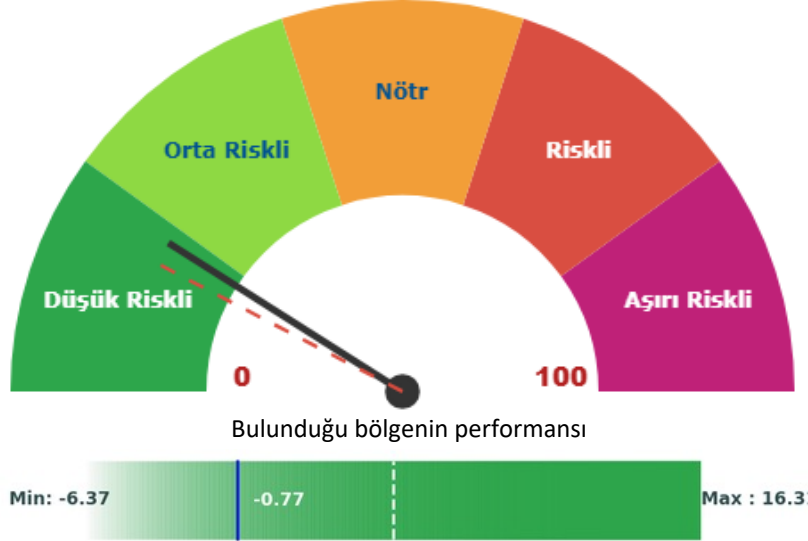 Nötr
Orta Riskli
Riskli
Düşük Riskli
Aşırı Riskli
0
100
Bulunduğu bölgenin performansı
Min: -6.37
-0.77
Max : 16.3